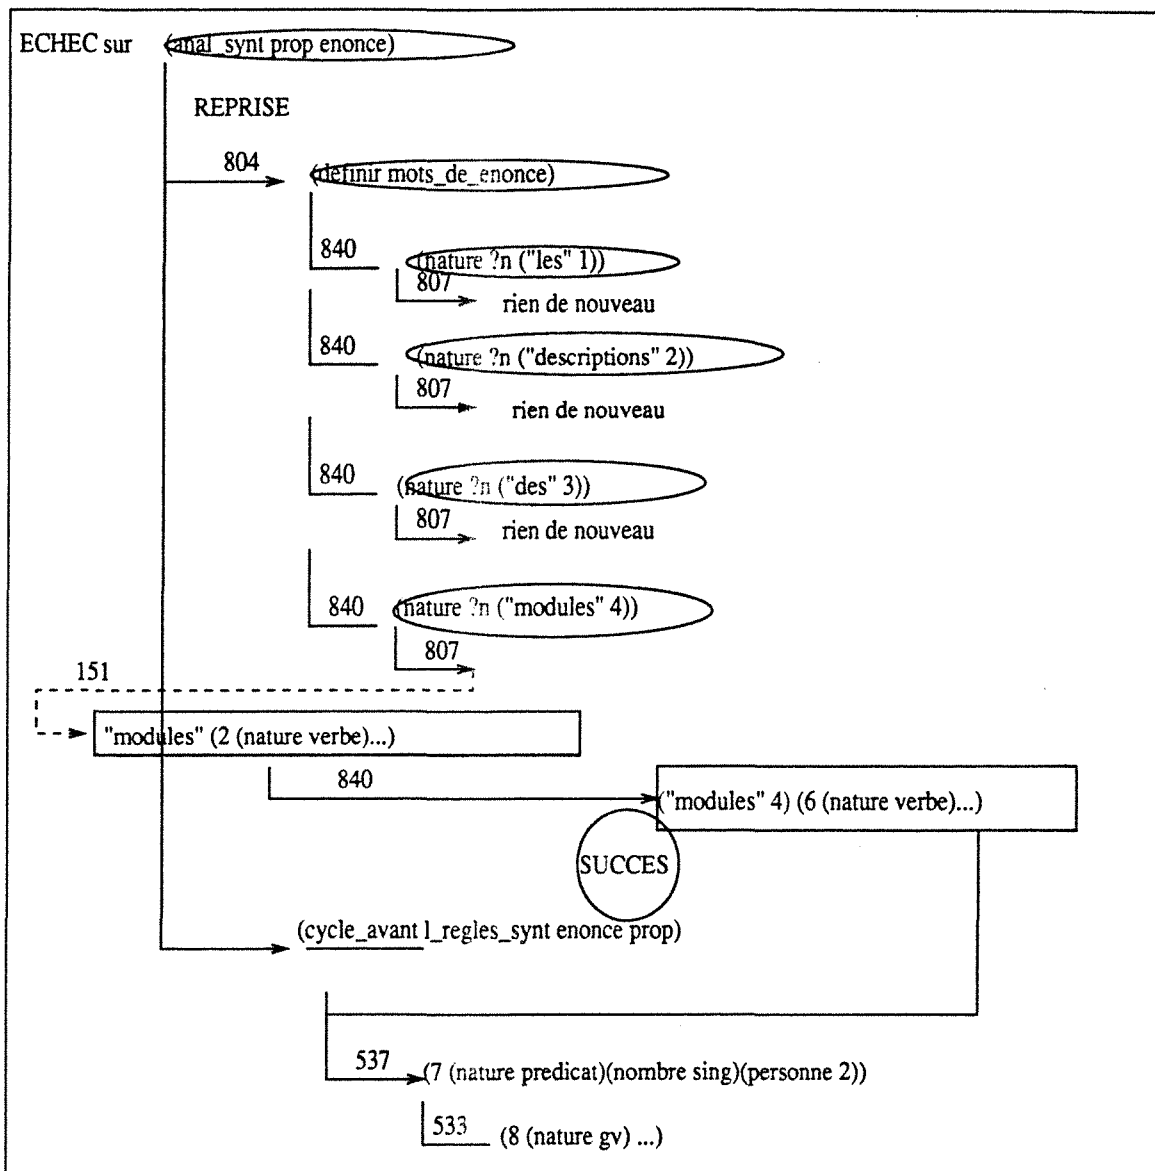 ECHEC sur (anal_synt prop enonce)
REPRISE
804
(definir mots_de_enonce)
840
(nature ?n ("les" 1))
807
rien de nouveau
840
(nature ?n ("descriptions" 2))
807
rien de nouveau
840
(nature ?n ("des" 3))
807
rien de nouveau
840
(nature ?n ("modules" 4))
807
151
"modules" (2 (nature verbe)...)
840
("modules" 4) (6 (nature verbe)...)
SUCCES
(cycle_avant l_regles_synt enonce prop)
537
(7 (nature predicat)(nombre sing)(personne 2))
533
(8 (nature gv) ...)